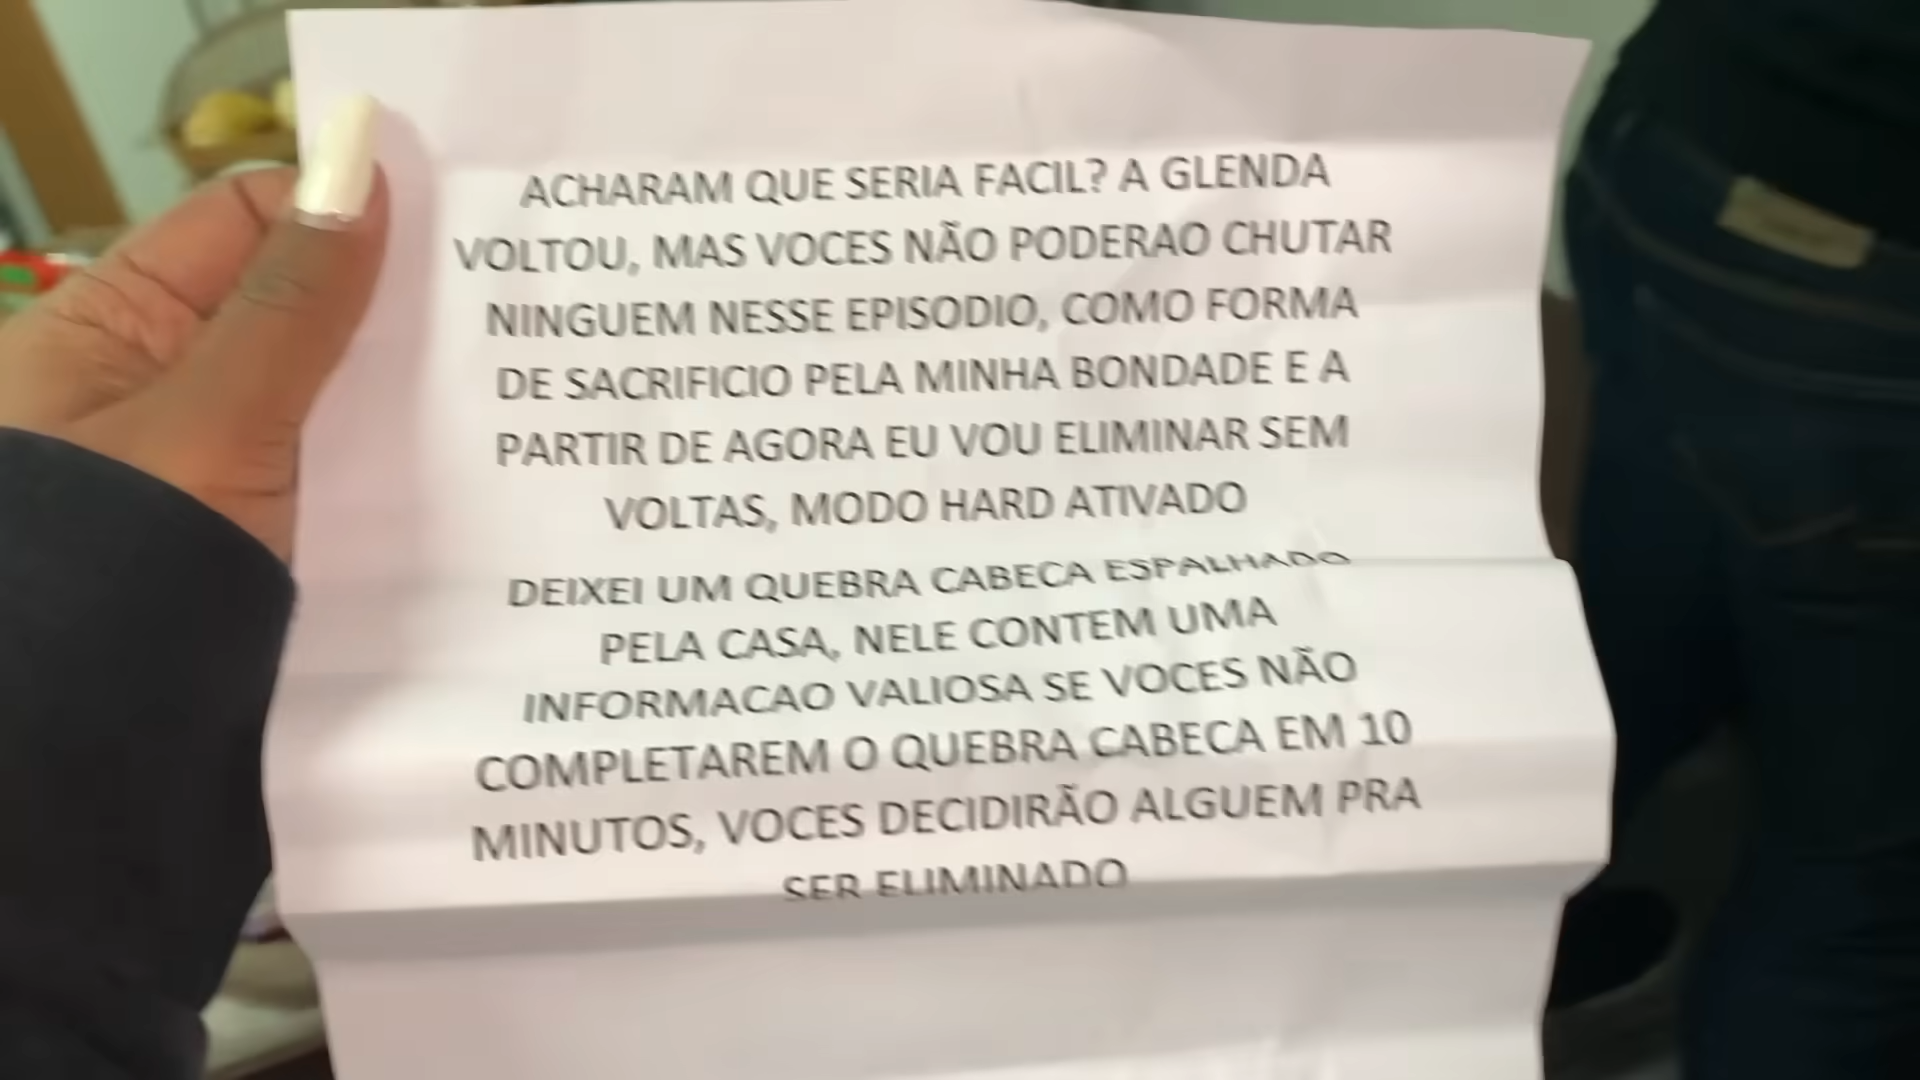 ACHARAM QUE SERIA FACIL? A GLENDA
VOLTOU, MAS VOCES NÃO PODERAO CHUTAR
NINGUEM NESSE EPISODIO, COMO FORMA
DE SACRIFICIO PELA MINHA BONDADE E A
PARTIR DE AGORA EU VOU ELIMINAR SEM
VOLTAS, MODO HARD ATIVADO
DEIXEI UM QUEBRA CABECA ESPALHADO
PELA CASA, NELE CONTEM UMA
INFORMACAO VALIOSA SE VOCES NÃO
COMPLETAREM O QUEBRA CABECA EM 10
MINUTOS, VOCES DECIDIRÃO ALGUEM PRA
SER ELIMINADO